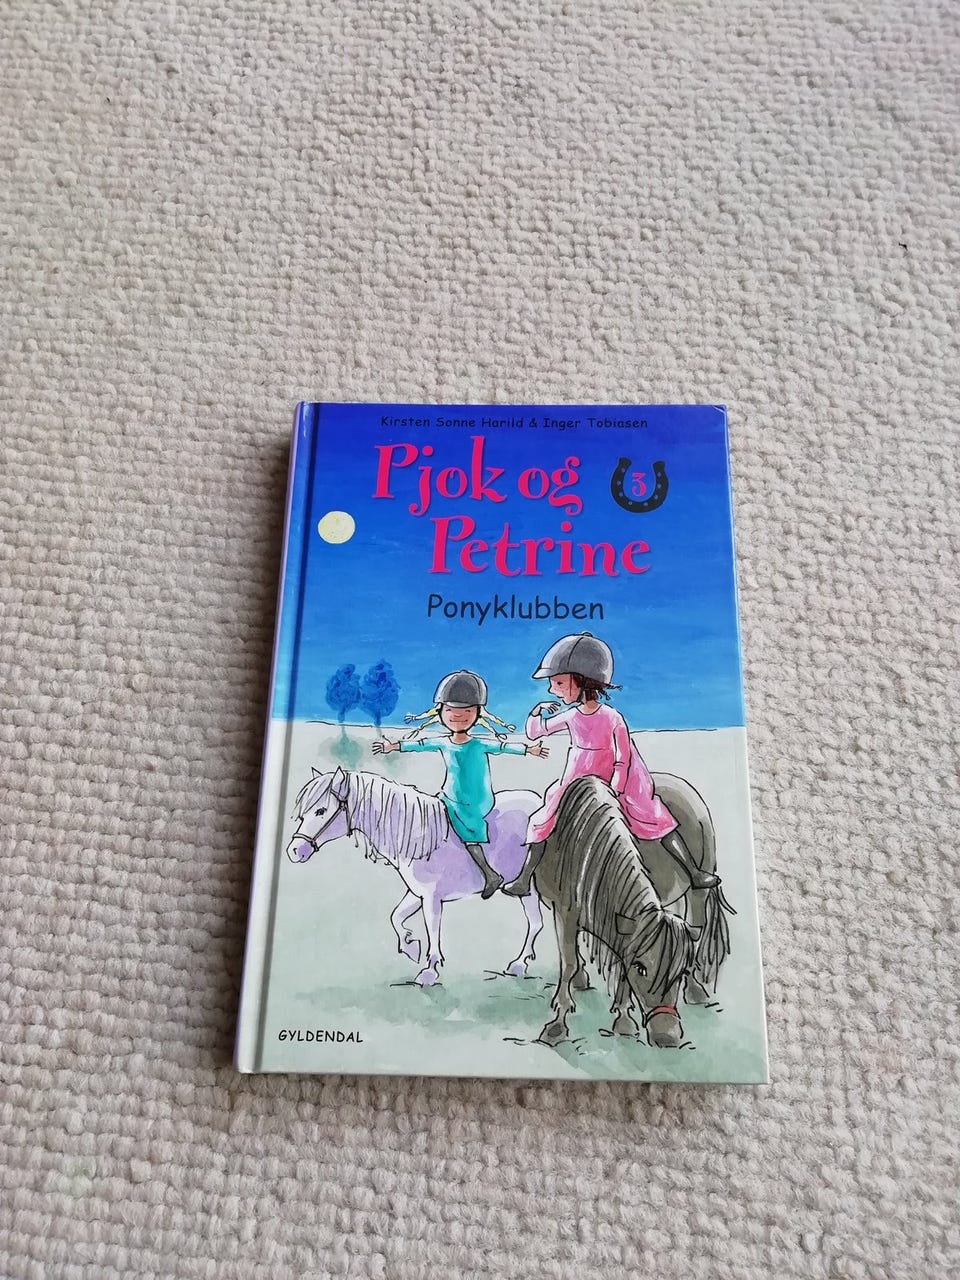 Kirsten Sonne Harild & Inger Tobiasen
Pjok og
3
Petrine
Ponyklubben
GYLDENDAL